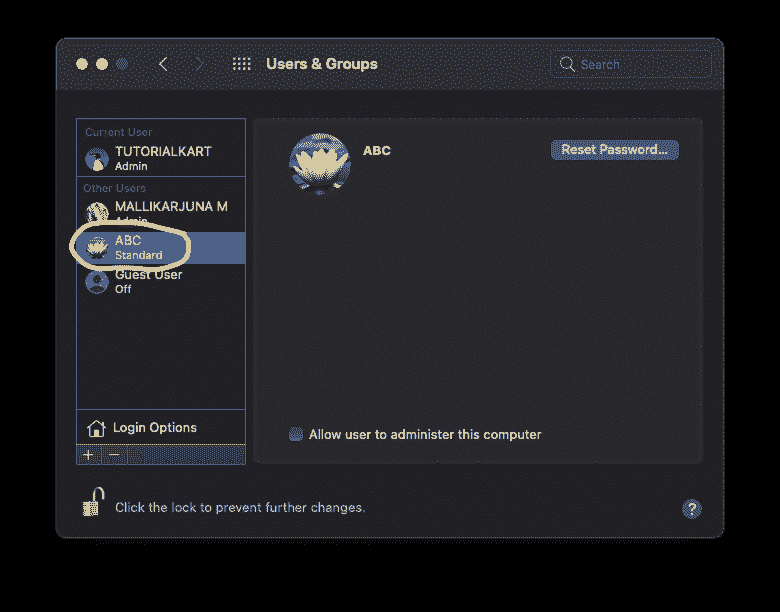 Users & Groups
Search
Current User
TUTORIALKART
Admin
Other Users
MALLIKARJUNA M
Admin
ABC
Standard
Guest User
Off
Login Options
ABC
Reset Password...
Allow user to administer this computer
Click the lock to prevent further changes.
?